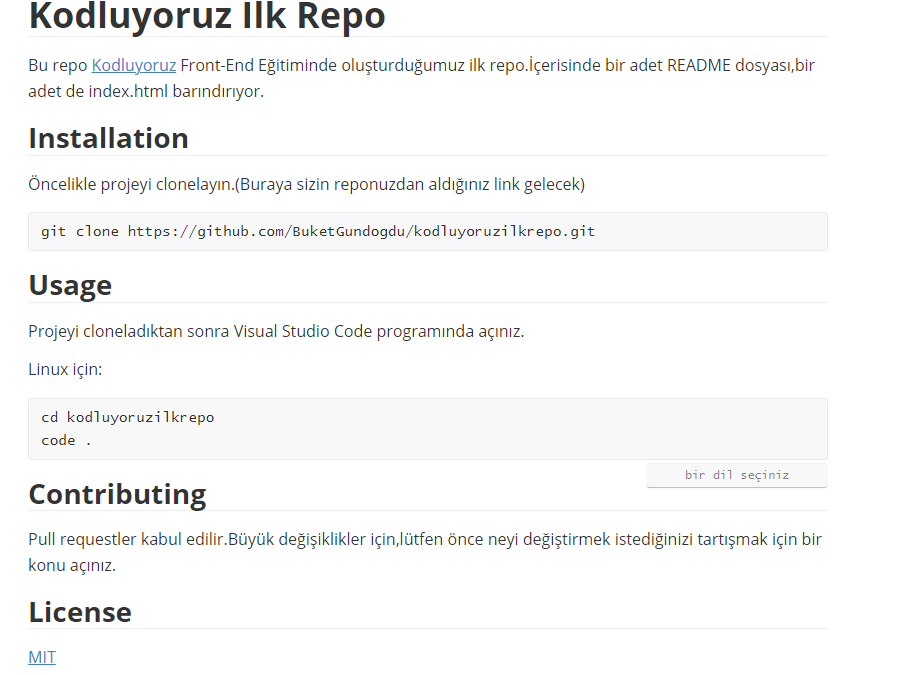 Kodluyoruz İlk Repo
Bu repo Kodluyoruz Front-End Eğitiminde oluşturduğumuz ilk repo.İçerisinde bir adet README dosyası,bir
adet de index.html barındırıyor.
Installation
Öncelikle projeyi clonelayın.(Buraya sizin reponuzdan aldığınız link gelecek)
git clone https://github.com/BuketGundogdu/kodluyoruzilkrepo.git
Usage
Projeyi cloneladıktan sonra Visual Studio Code programında açınız.
Linux için:
cd kodluyoruzilkrepo
code .
bir dil seçiniz
Contributing
Pull requestler kabul edilir.Büyük değişiklikler için,lütfen önce neyi değiştirmek istediğinizi tartışmak için bir
konu açınız.
License
MIT